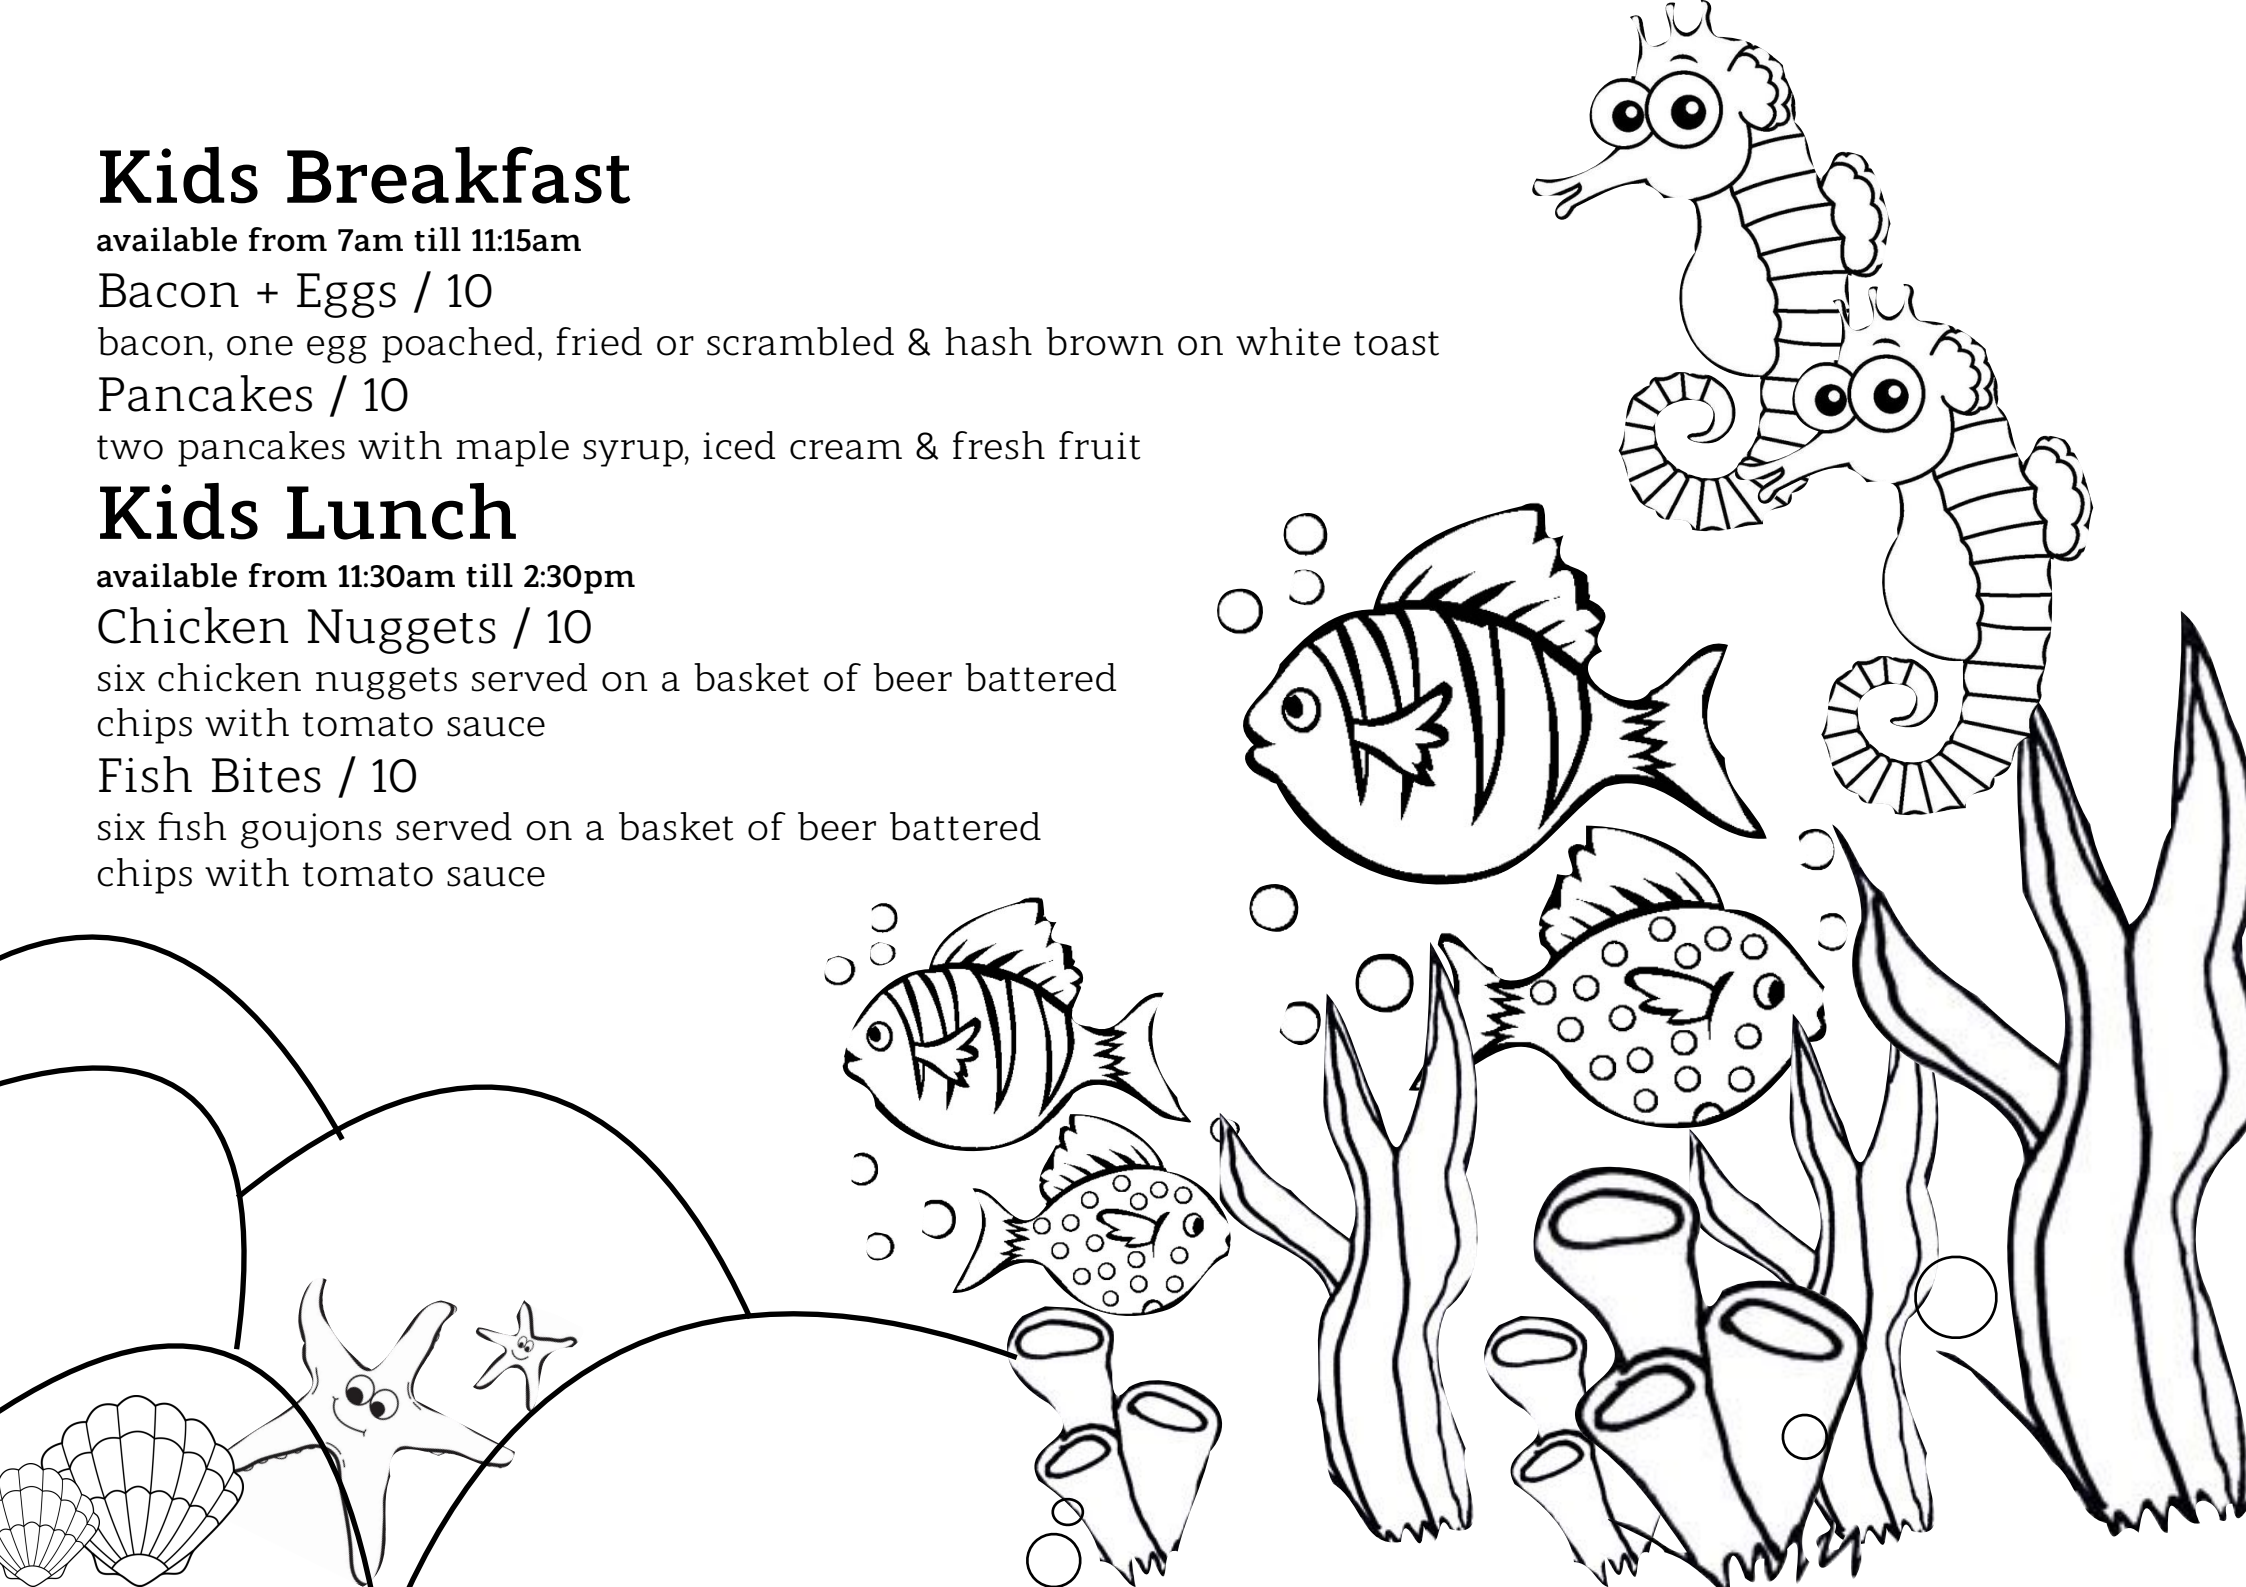 Kids Breakfast
available from 7am till 11:15am
Bacon + Eggs / 10
bacon, one egg poached, fried or scrambled & hash brown on white toast
Pancakes / 10
two pancakes with maple syrup, iced cream & fresh fruit
Kids Lunch
available from 11:30am till 2:30pm
Chicken Nuggets / 10
six chicken nuggets served on a basket of beer battered
chips with tomato sauce
Fish Bites / 10
six fish goujons served on a basket of beer battered
chips with tomato sauce